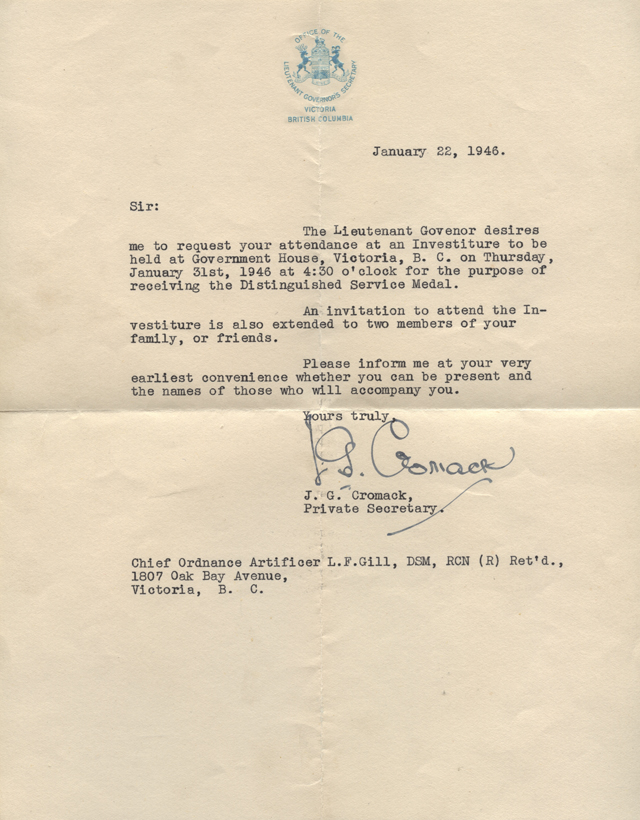 OFFICE OF THE
LIEUTENANT GOVERNOR'S SECRETARY
VICTORIA
BRITISH COLUMBIA
January 22, 1946.
Sir:
The Lieutenant Govenor desires
me to request your attendance at an Investiture to be
held at Government House, Victoria, B. C. on Thursday,
January 31st, 1946 at 4:30 o'clock for the purpose of
receiving the Distinguished Service Medal.
An invitation to attend the In-
vestiture is also extended to two members of your
family, or friends.
Please inform me at your very
earliest convenience whether you can be present and
the names of those who will accompany you.
Yours truly,
J. G. Cromack
J. G. Cromack,
Private Secretary.
Chief Ordnance Artificer L.F.Gill, DSM, RCN (R) Ret'd.,
1807 Oak Bay Avenue,
Victoria, B. C.